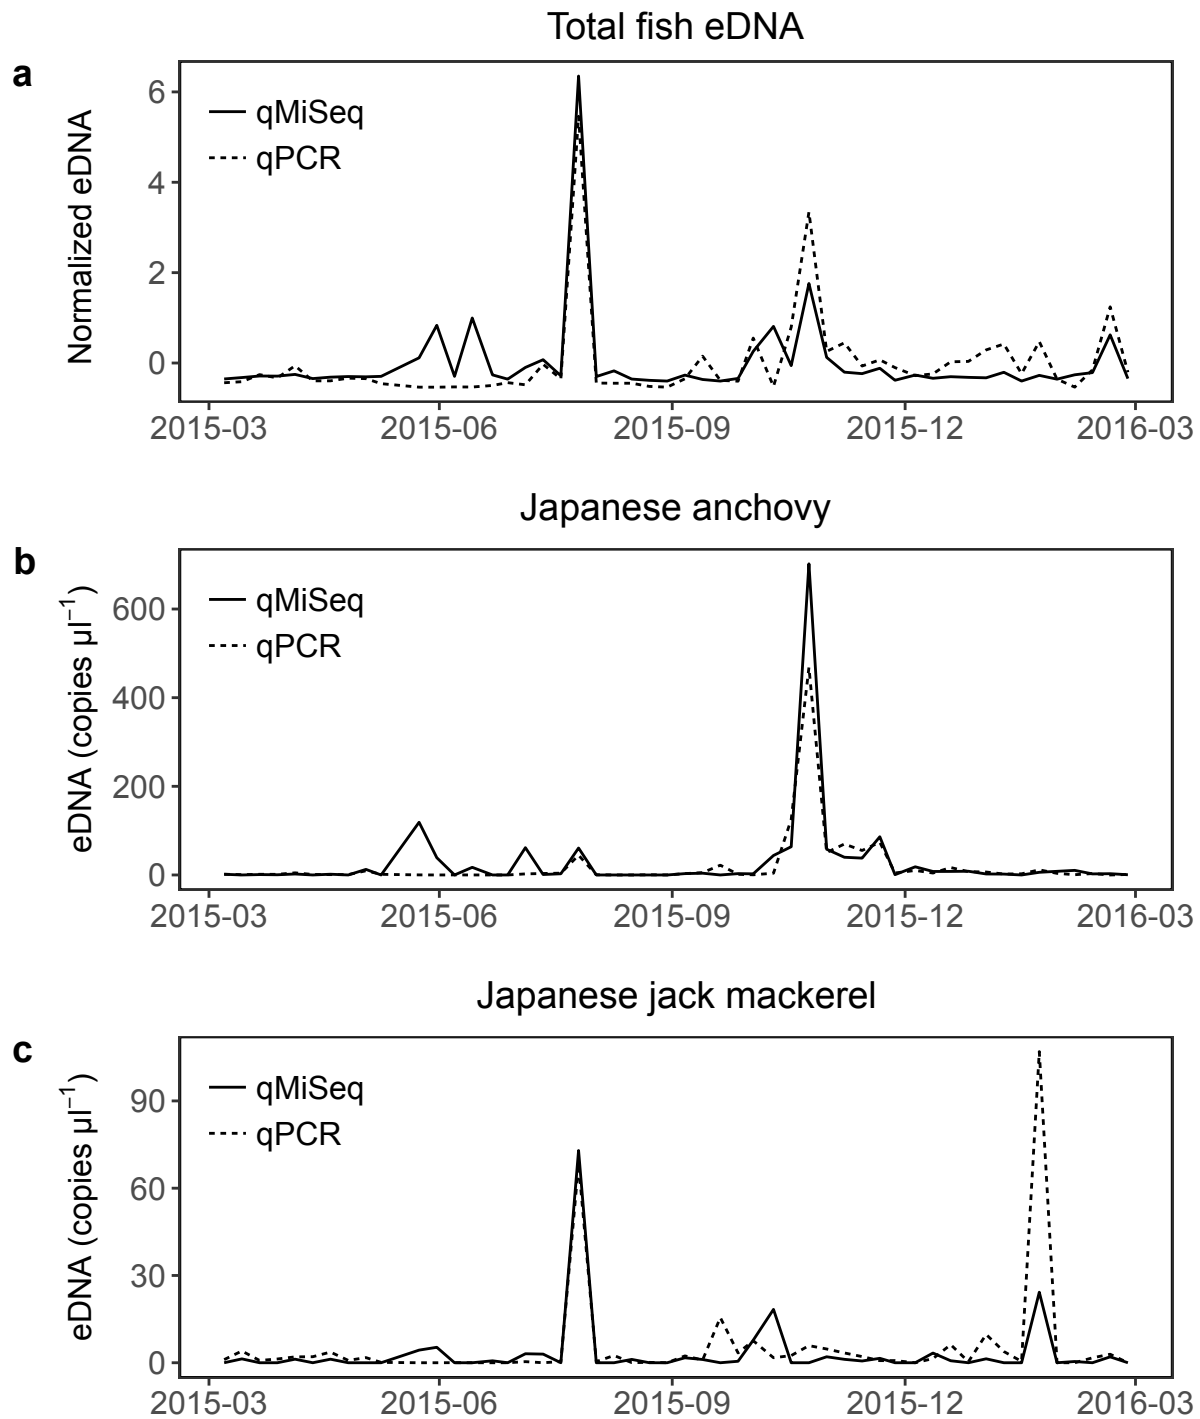 Total fish eDNA
a
Normalized eDNA
6
4
2
0
qMiSeq
qPCR
2015-03 2015-06 2015-09 2015-12 2016-03
Japanese anchovy
b
eDNA (copies µl⁻¹)
600
400
200
0
qMiSeq
qPCR
2015-03 2015-06 2015-09 2015-12 2016-03
Japanese jack mackerel
c
eDNA (copies µl⁻¹)
90
60
30
0
qMiSeq
qPCR
2015-03 2015-06 2015-09 2015-12 2016-03